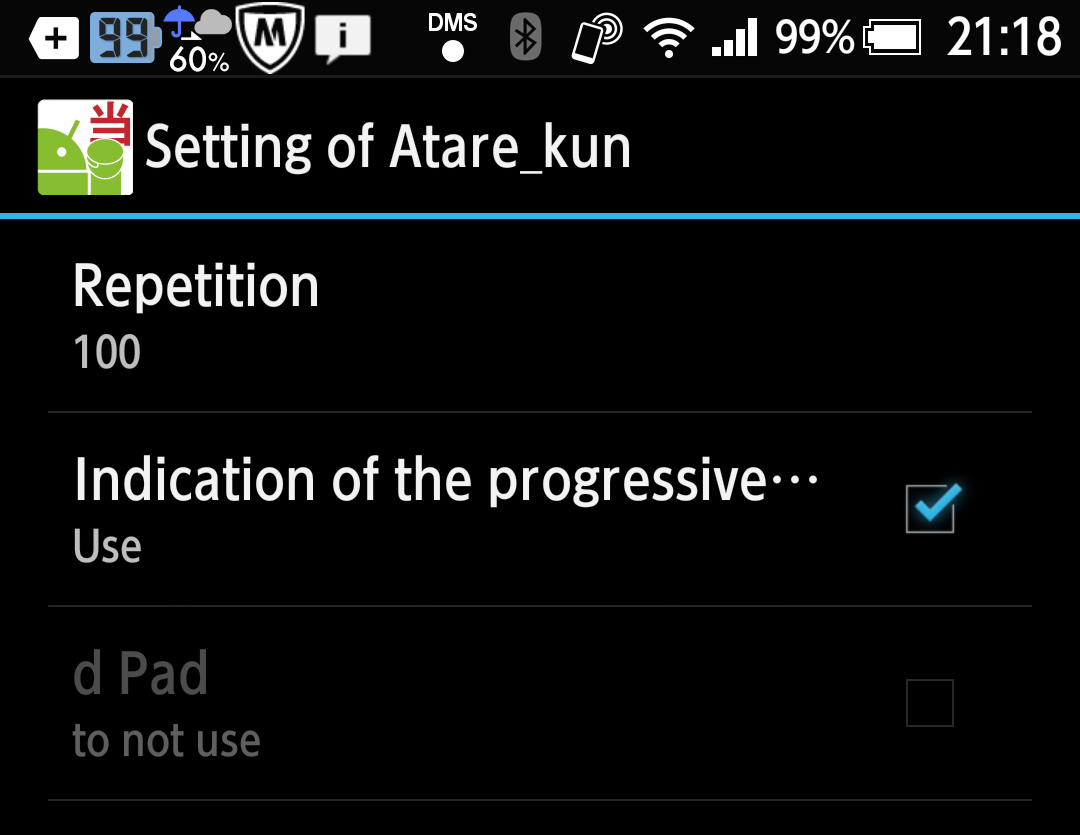 99 60% DMS 99% 21:18
当 Setting of Atare_kun
Repetition
100
Indication of the progressive···
Use
d Pad
to not use